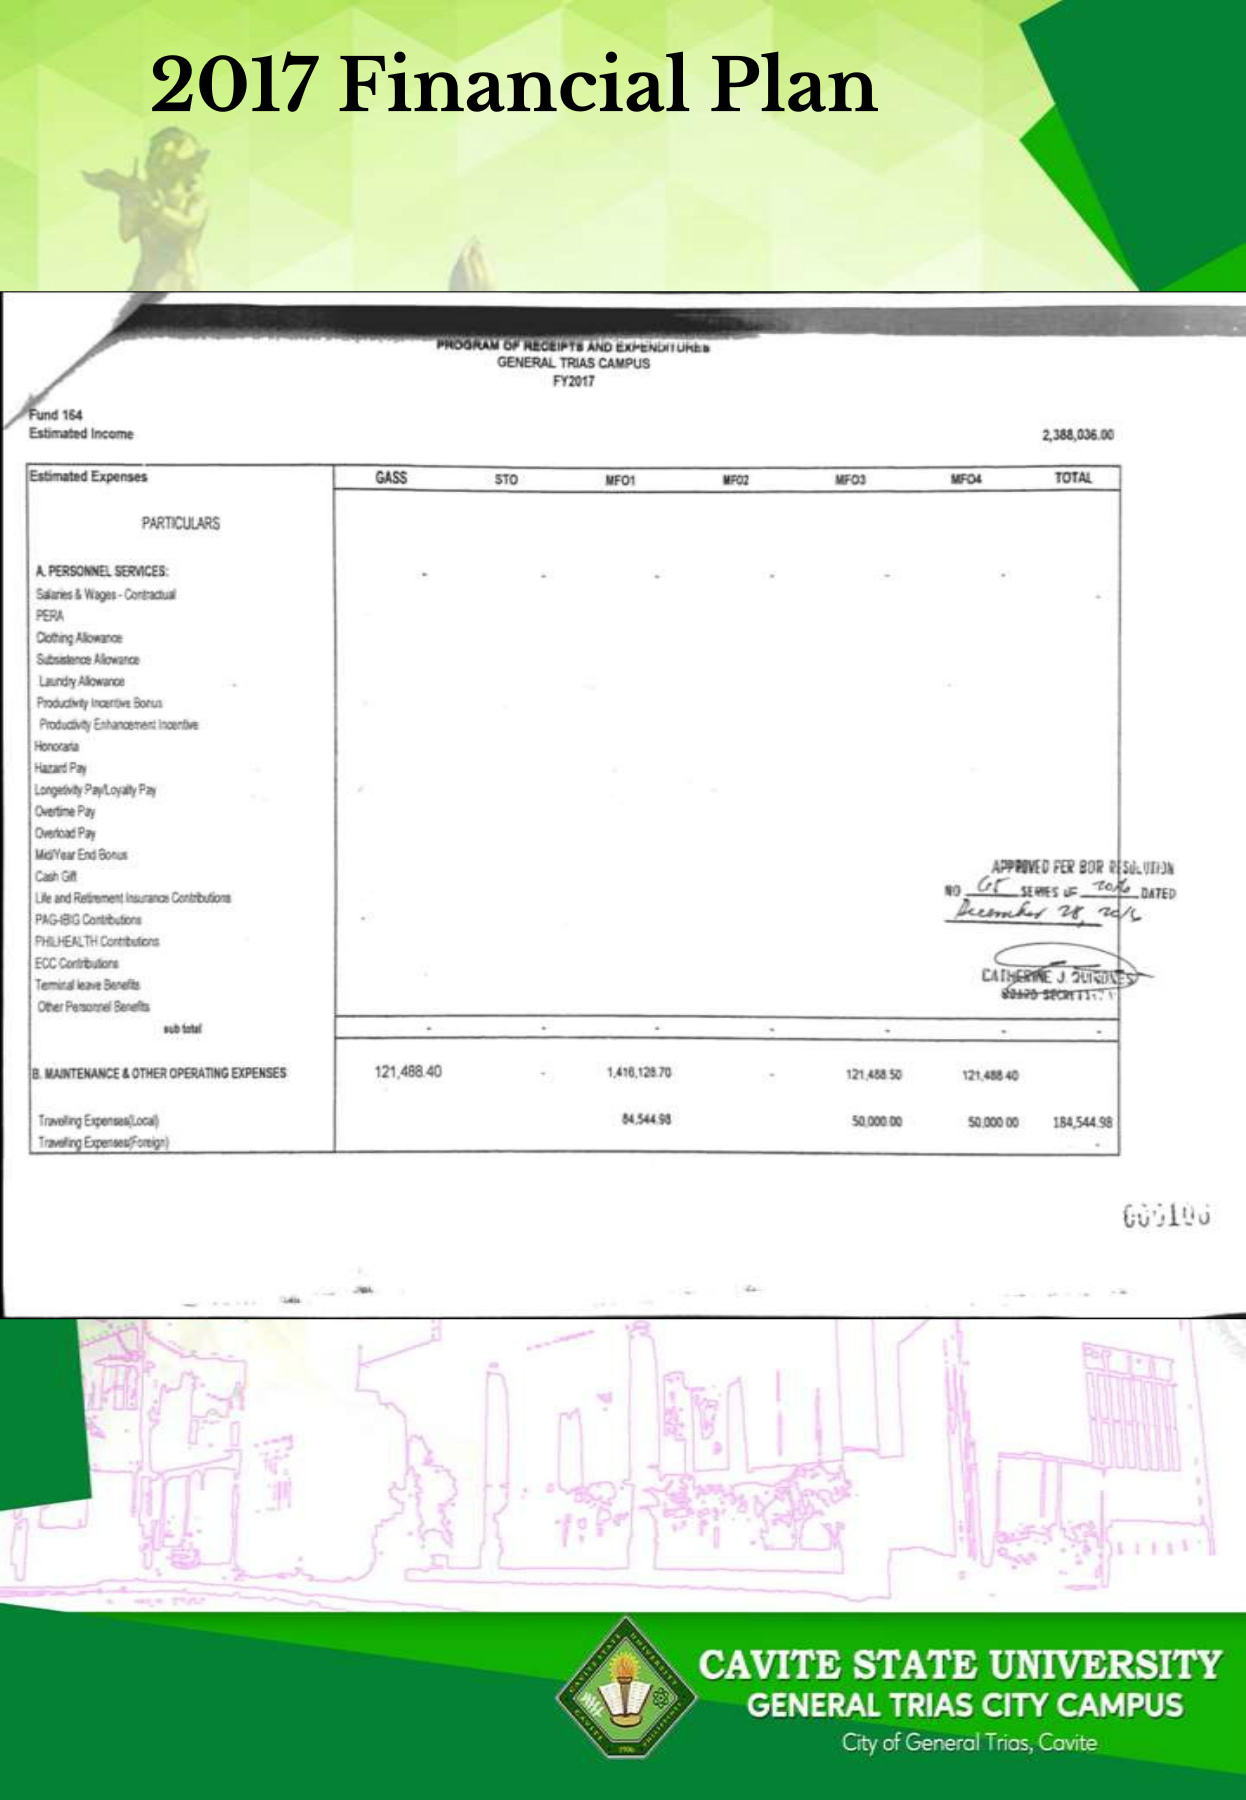 2017 Financial Plan
PROGRAM OF RECEIPTS AND EXPENDITURES
GENERAL TRIAS CAMPUS
FY2017
Fund 164
Estimated Income 2,388,036.00
Estimated Expenses GASS STO MFO1 MFO2 MFO3 MFO4 TOTAL
PARTICULARS
A. PERSONNEL SERVICES: - - - - - -
Salaries & Wages - Contractual -
PERA
Clothing Allowance
Subsistence Allowance
Laundry Allowance
Productivity Incentive Bonus
Productivity Enhancement Incentive
Honoraria
Hazard Pay
Longetivity Pay/Loyalty Pay
Overtime Pay
Overload Pay
Mid/Year End Bonus
Cash Gift
Life and Retirement Insurance Contributions
PAG-IBIG Contributions
PHILHEALTH Contributions
ECC Contributions
Terminal leave Benefits
Other Personnel Benefits
APPROVED PER BOR RESOLUTION
NO SERIES OF 2016 DATED
December 28, 2016
CATHERINE J. QUIÑONES
BOARD SECRETARY
sub total - - - - - - -
B. MAINTENANCE & OTHER OPERATING EXPENSES 121,488.40 - 1,416,128.70 - 121,488.50 121,488.40
Travelling Expenses(Local) 84,544.98 50,000.00 50,000.00 184,544.98
Travelling Expenses(Foreign) -
CAVITE STATE UNIVERSITY
GENERAL TRIAS CITY CAMPUS
City of General Trias, Cavite